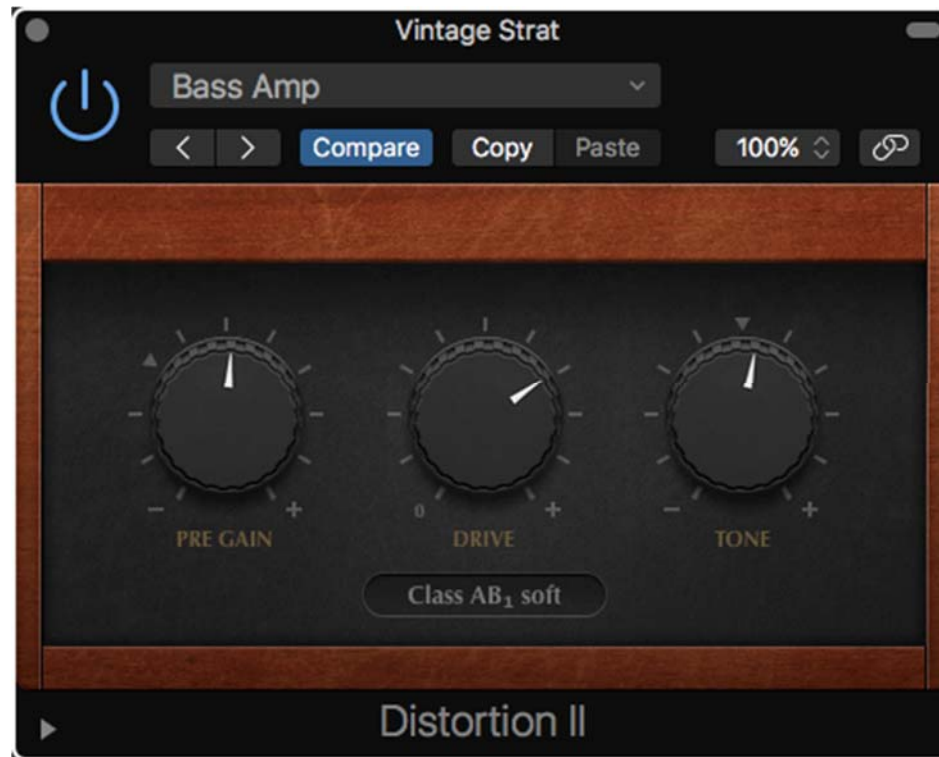 Vintage Strat
Bass Amp
Compare Copy Paste 100%
− + 0 + − +
PRE GAIN DRIVE TONE
Class AB₁ soft
Distortion II